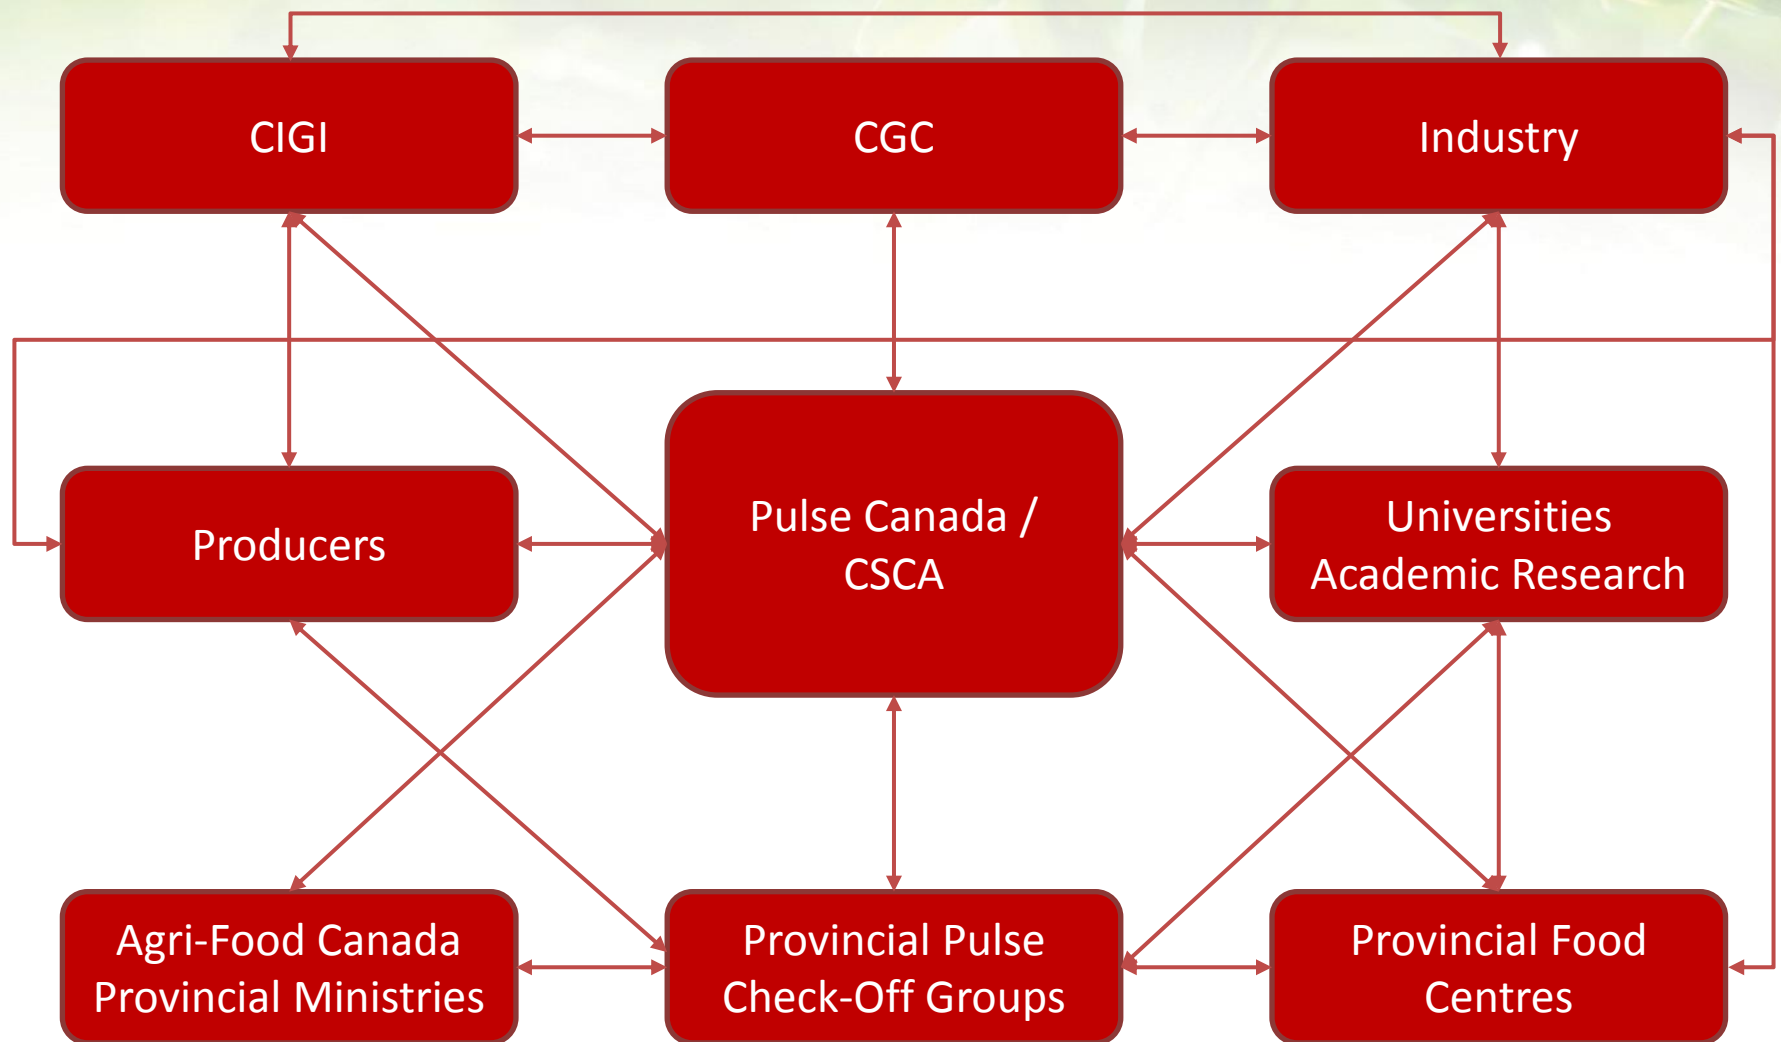 CIGI
CGC
Industry
Producers
Pulse Canada /
CSCA
Universities
Academic Research
Agri-Food Canada
Provincial Ministries
Provincial Pulse
Check-Off Groups
Provincial Food
Centres